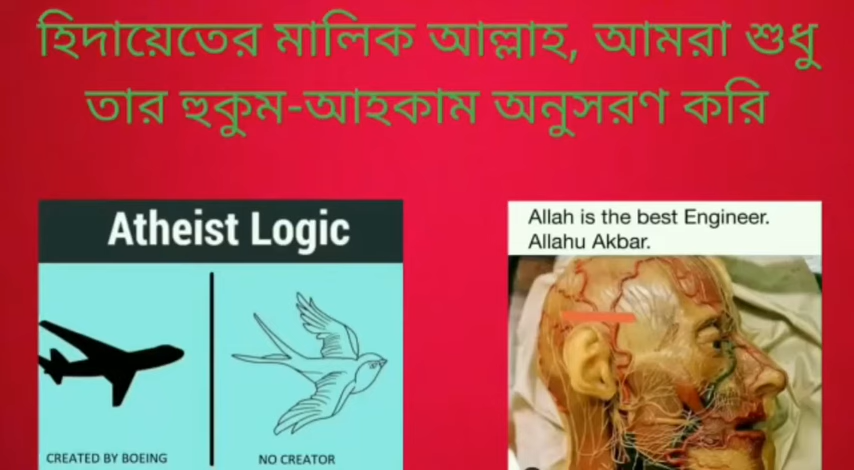 হিদায়েতের মালিক আল্লাহ, আমরা শুধু
তার হুকুম-আহকাম অনুসরণ করি
Atheist Logic
CREATED BY BOEING
NO CREATOR
Allah is the best Engineer.
Allahu Akbar.